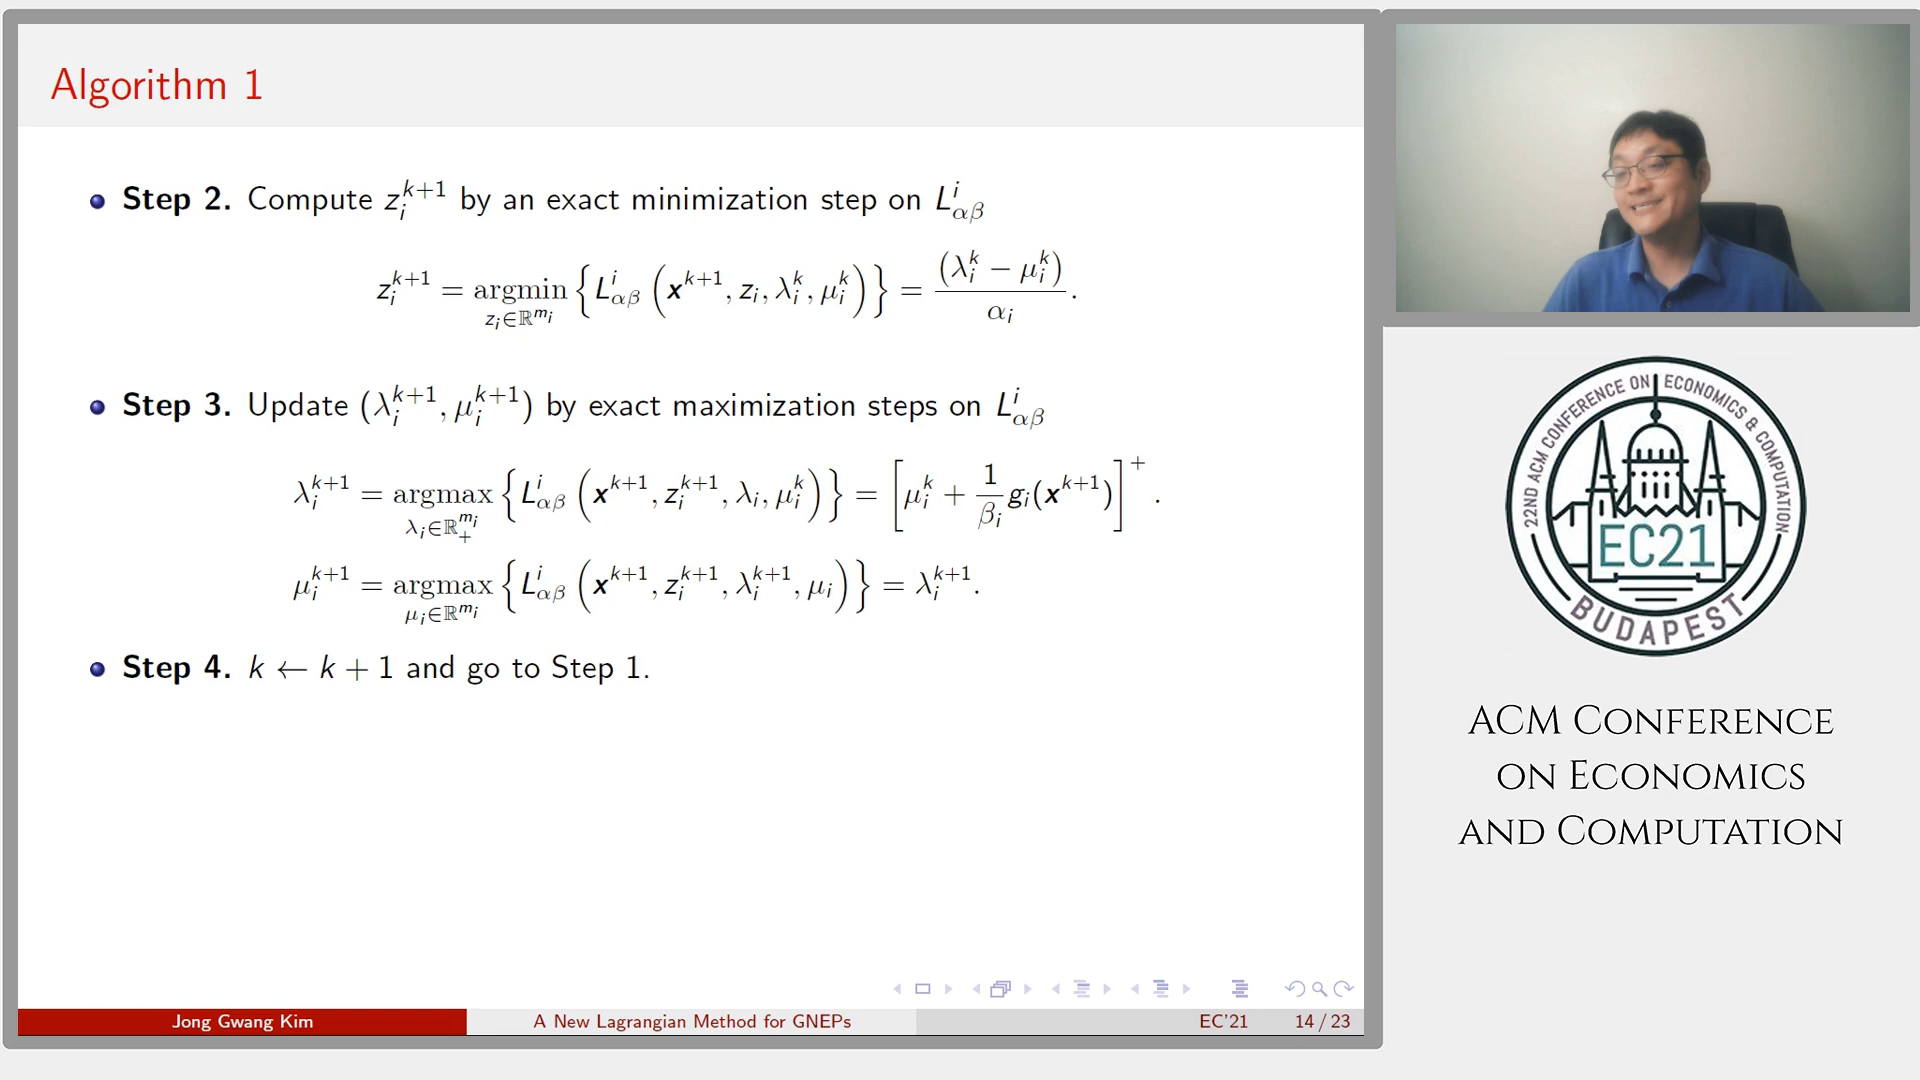 Algorithm 1
Step 2. Compute z_i^{k+1} by an exact minimization step on L^i_{αβ}
z_i^{k+1} = argmin_{z_i∈ℝ^{m_i}} { L^i_{αβ} ( x^{k+1}, z_i, λ_i^k, μ_i^k ) } = (λ_i^k − μ_i^k) / α_i .
Step 3. Update (λ_i^{k+1}, μ_i^{k+1}) by exact maximization steps on L^i_{αβ}
λ_i^{k+1} = argmax_{λ_i∈ℝ_+^{m_i}} { L^i_{αβ} ( x^{k+1}, z_i^{k+1}, λ_i, μ_i^k ) } = [ μ_i^k + 1/β_i g_i(x^{k+1}) ]^+ .
μ_i^{k+1} = argmax_{μ_i∈ℝ^{m_i}} { L^i_{αβ} ( x^{k+1}, z_i^{k+1}, λ_i^{k+1}, μ_i ) } = λ_i^{k+1}.
Step 4. k ← k + 1 and go to Step 1.
Jong Gwang Kim
A New Lagrangian Method for GNEPs
EC'21
14 / 23
22ND ACM CONFERENCE ON ECONOMICS & COMPUTATION
EC21
BUDAPEST
ACM CONFERENCE
ON ECONOMICS
AND COMPUTATION